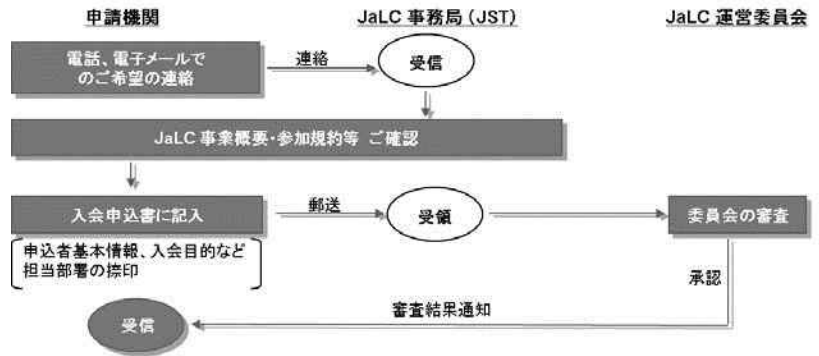 申請機関
JaLC 事務局(JST)
JaLC 運営委員会
電話、電子メールで
のご希望の連絡
連絡
受信
JaLC 事業概要・参加規約等 ご確認
入会申込書に記入
郵送
受領
委員会の審査
申込者基本情報、入会目的など
担当部署の捺印
承認
審査結果通知
受信